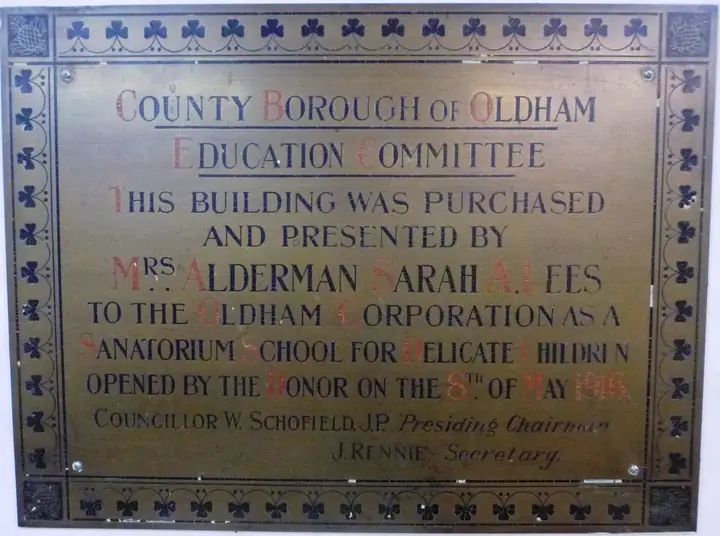 COUNTY BOROUGH OF OLDHAM
EDUCATION COMMITTEE
THIS BUILDING WAS PURCHASED
AND PRESENTED BY
MRS. ALDERMAN SARAH A. LEES
TO THE OLDHAM CORPORATION AS A
SANATORIUM SCHOOL FOR DELICATE CHILDREN
OPENED BY THE DONOR ON THE 8TH. OF MAY 1916.
COUNCILLOR W. SCHOFIELD. J.P. Presiding Chairman
J. RENNIE - Secretary.